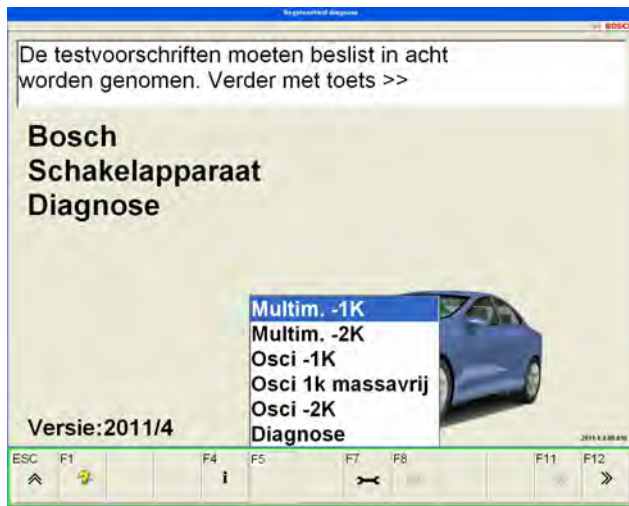 Regeleenheid diagnose
BOSCH
De testvoorschriften moeten beslist in acht
worden genomen. Verder met toets >>
Bosch
Schakelapparaat
Diagnose
Multim. -1K
Multim. -2K
Osci -1K
Osci 1k massavrij
Osci -2K
Diagnose
Versie:2011/4
ESC F1 F4 F5 F7 F8 F11 F12
i